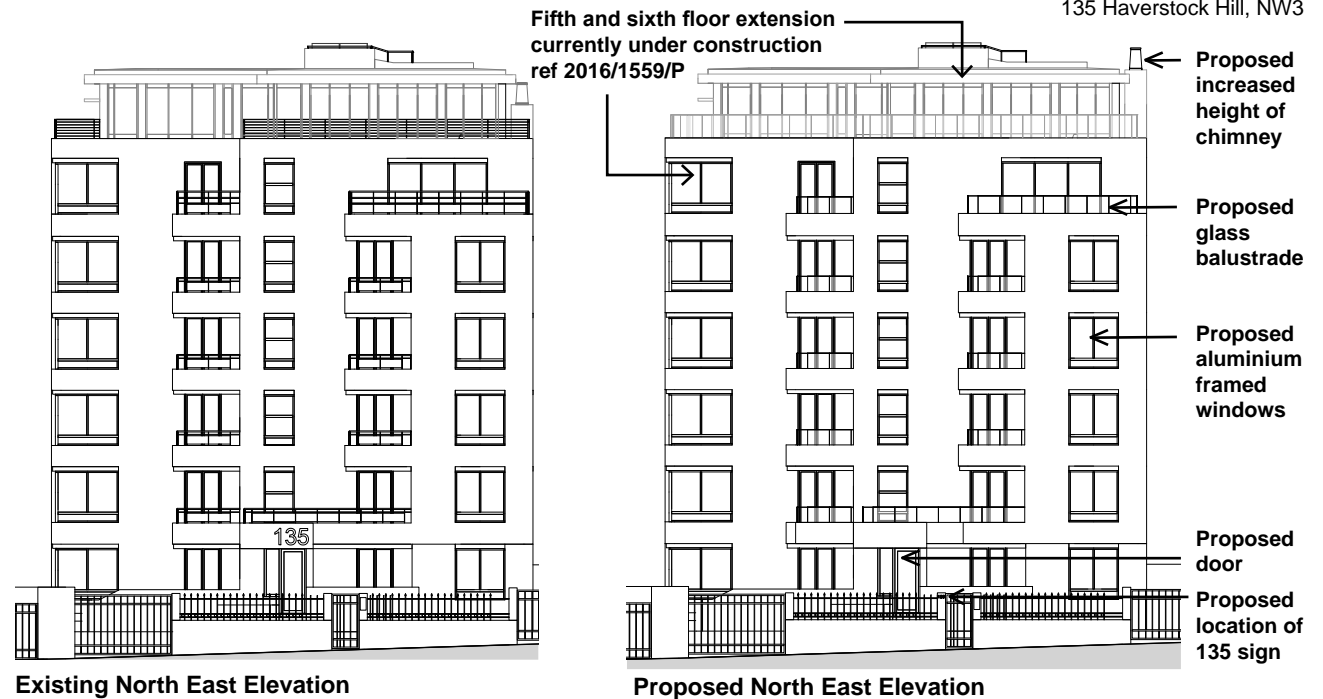 135 Haverstock Hill, NW3
Fifth and sixth floor extension
currently under construction
ref 2016/1559/P
Proposed
increased
height of
chimney
Proposed
glass
balustrade
Proposed
aluminium
framed
windows
135
Proposed
door
Proposed
location of
135 sign
Existing North East Elevation
Proposed North East Elevation